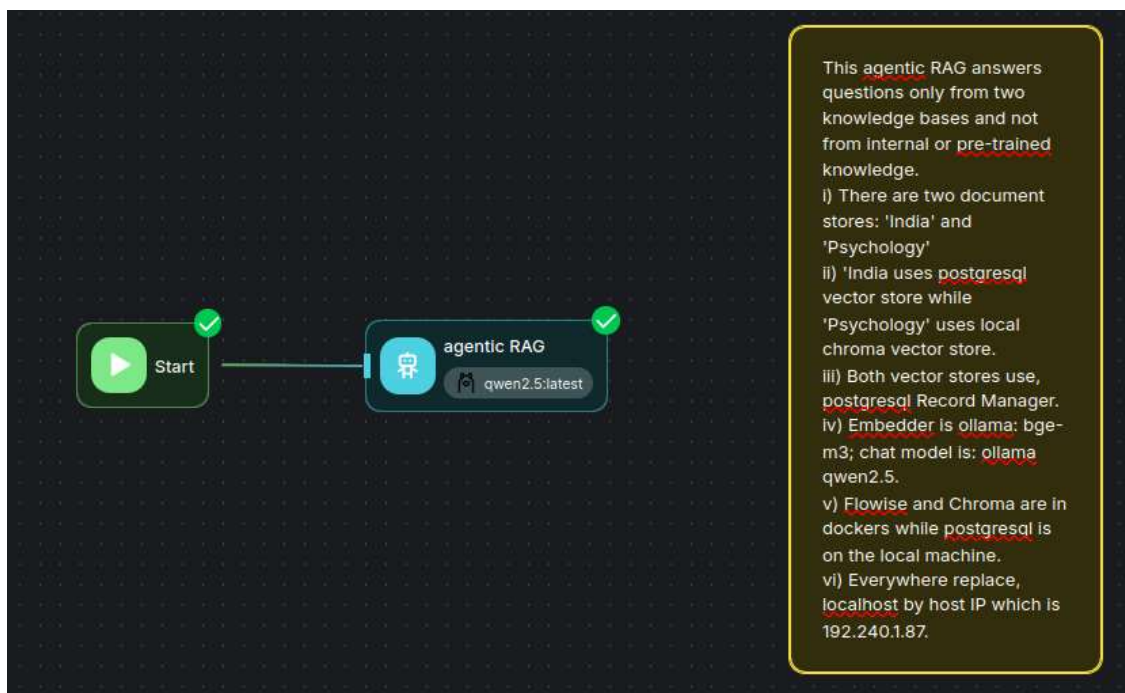 Start
agentic RAG
qwen2.5:latest
This agentic RAG answers
questions only from two
knowledge bases and not
from internal or pre-trained
knowledge.
i) There are two document
stores: 'India' and
'Psychology'
ii) 'India uses postgresql
vector store while
'Psychology' uses local
chroma vector store.
iii) Both vector stores use,
postgresql Record Manager.
iv) Embedder is ollama: bge-
m3; chat model is: ollama
qwen2.5.
v) Flowise and Chroma are in
dockers while postgresql is
on the local machine.
vi) Everywhere replace,
localhost by host IP which is
192.240.1.87.